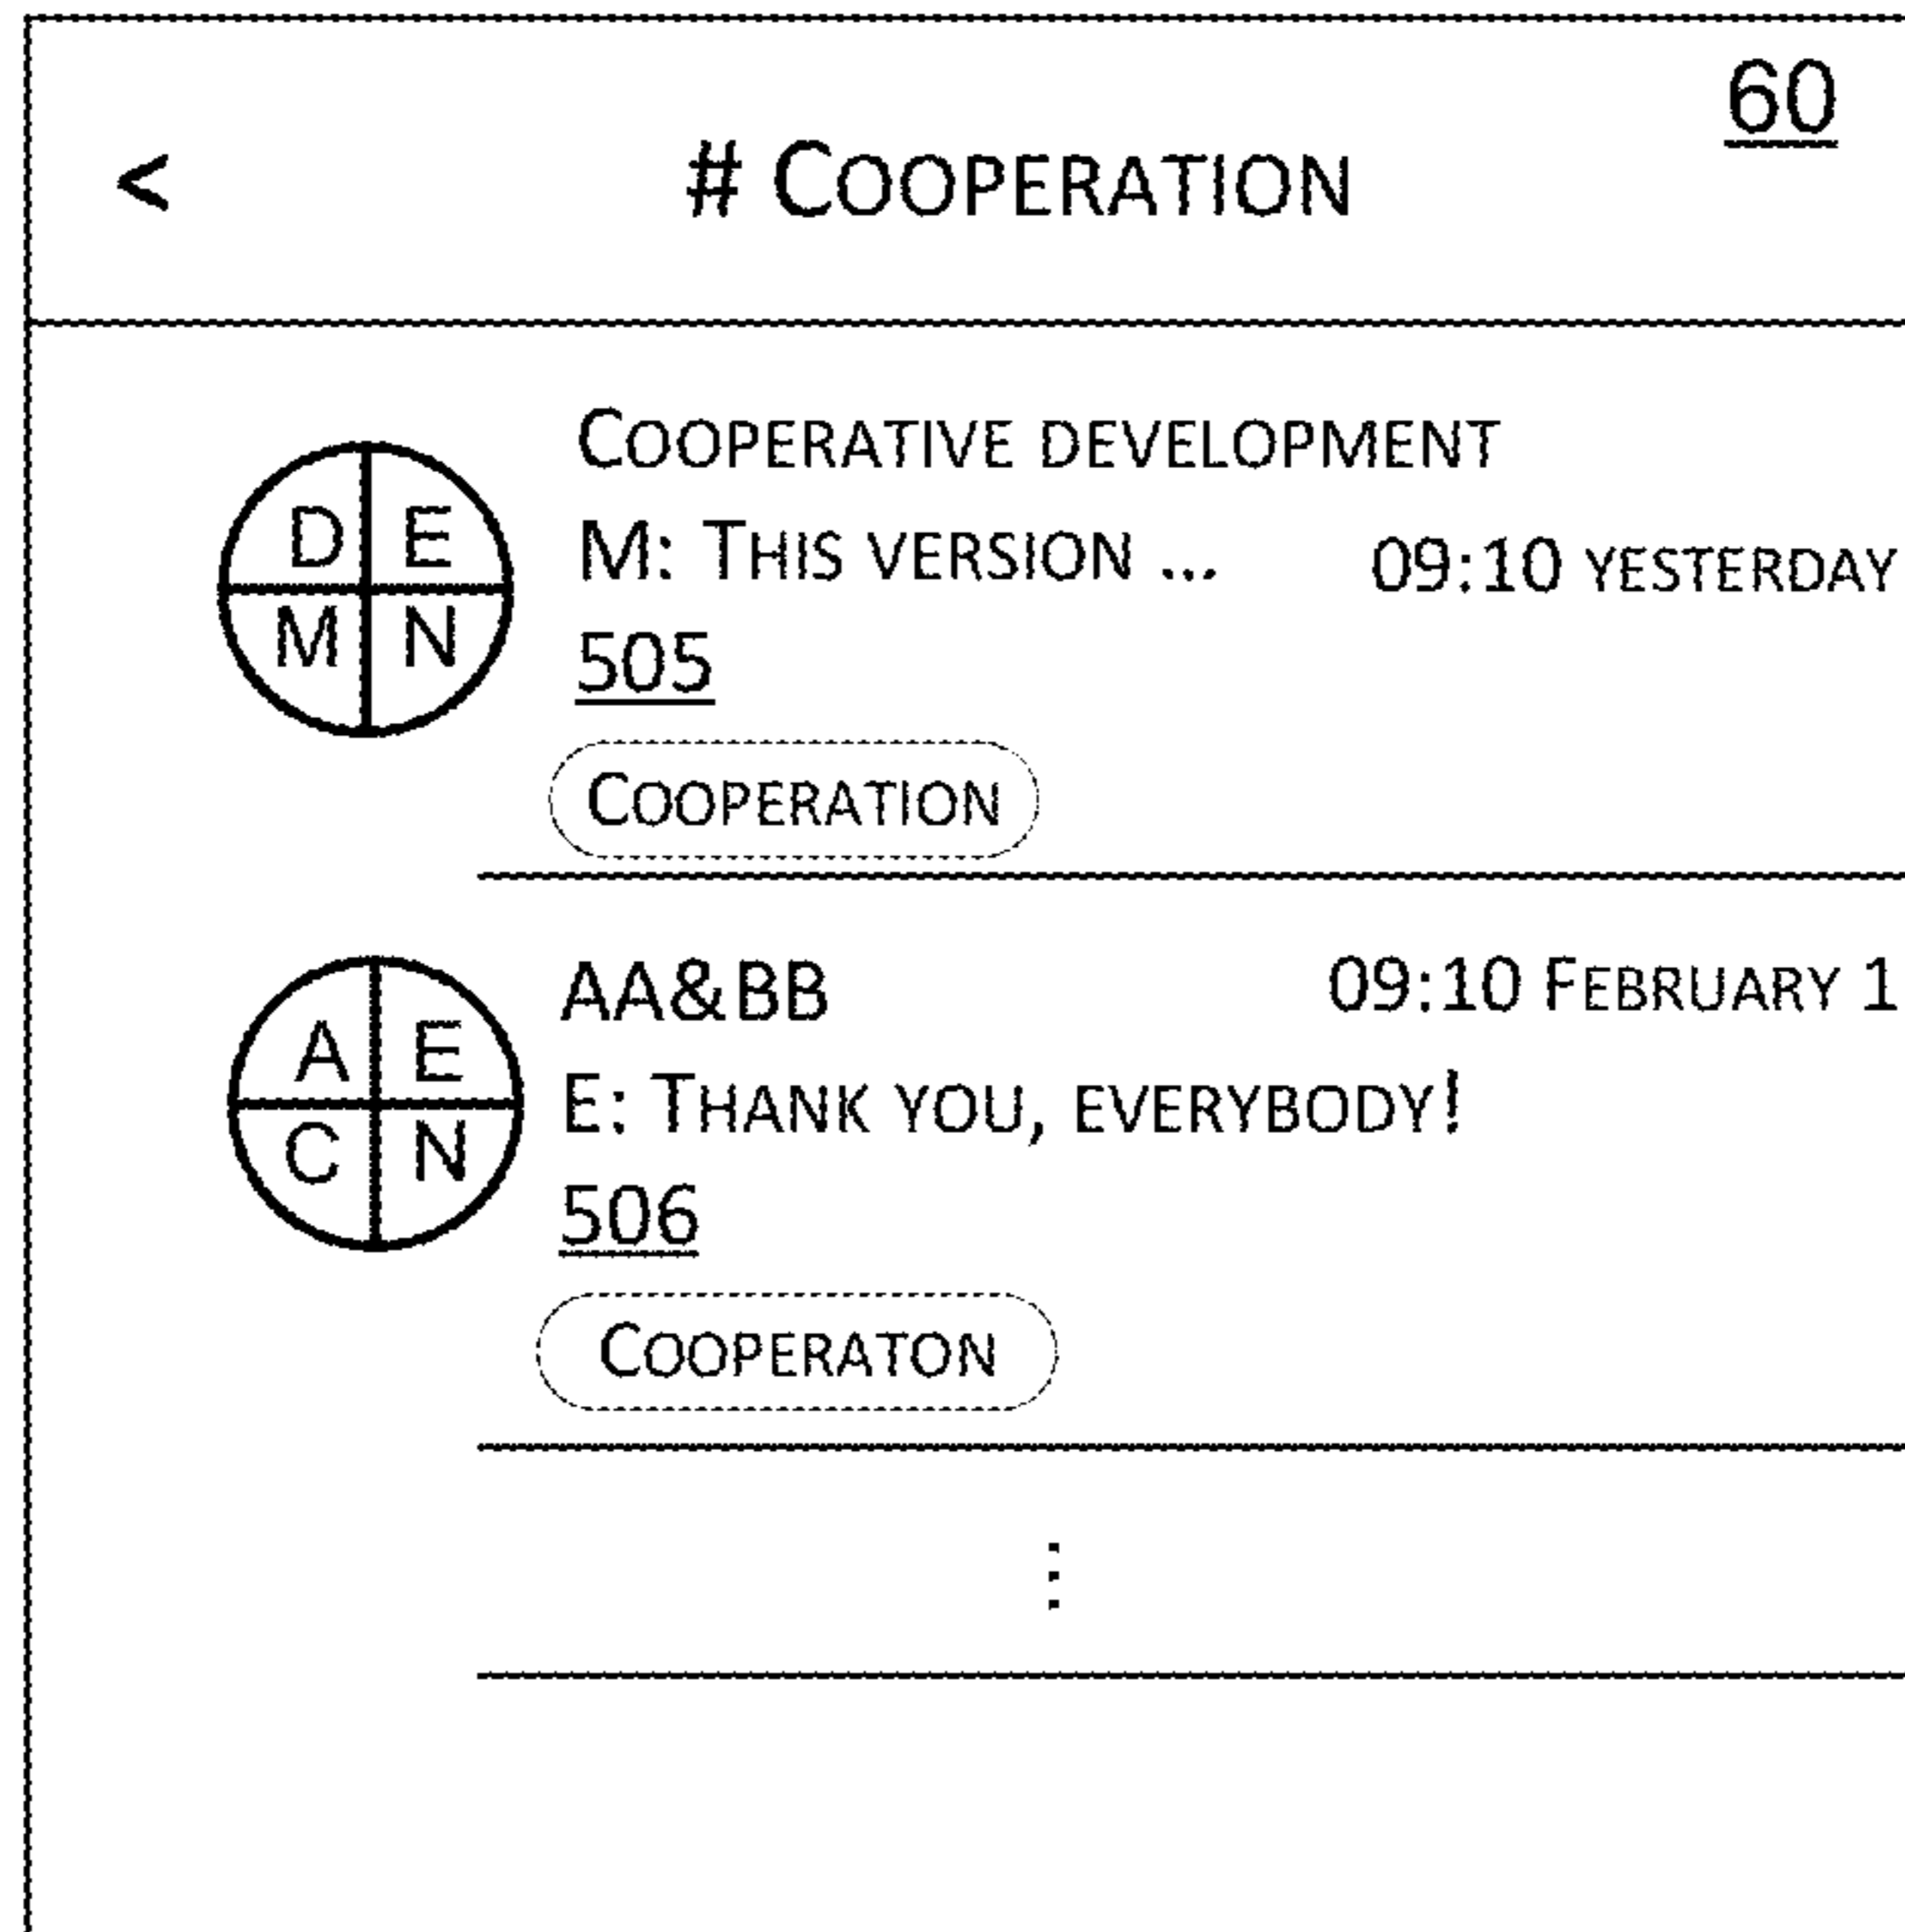 60
< # COOPERATION
COOPERATIVE DEVELOPMENT
D E
M: THIS VERSION ... 09:10 YESTERDAY
M N
505
COOPERATION
AA&BB 09:10 FEBRUARY 1
A E
E: THANK YOU, EVERYBODY!
C N
506
COOPERATON